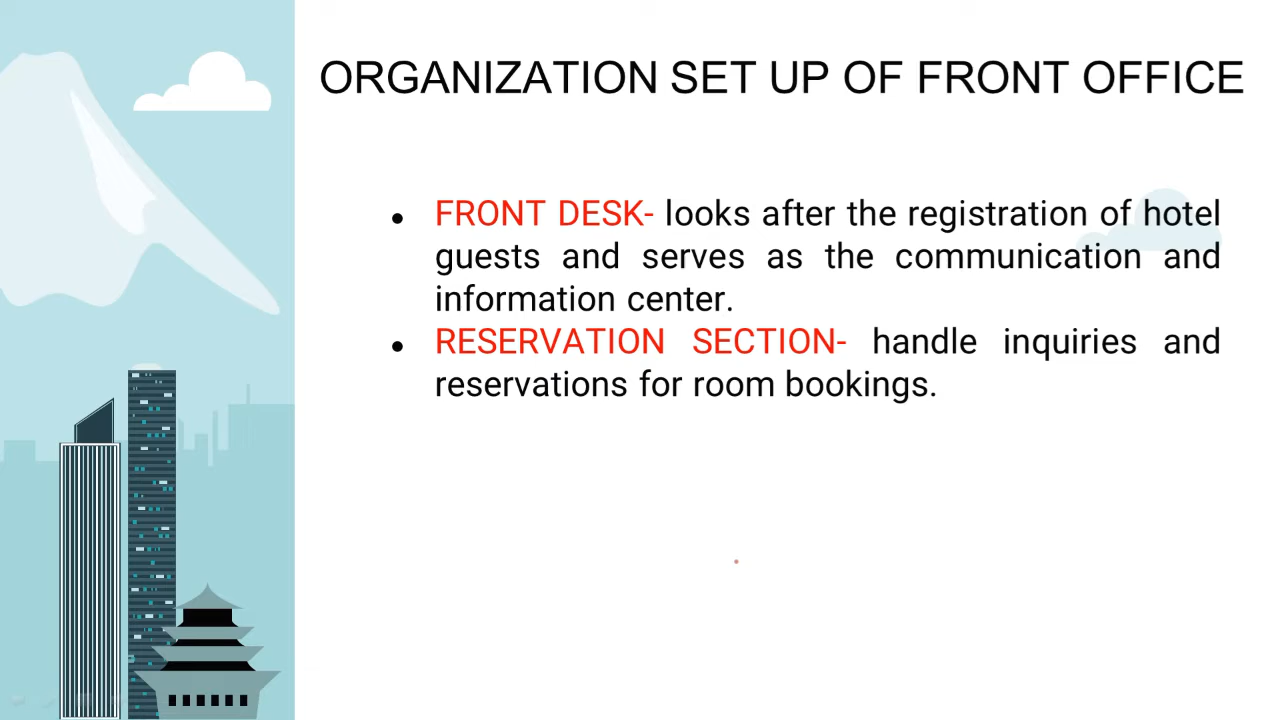 ORGANIZATION SET UP OF FRONT OFFICE
● FRONT DESK- looks after the registration of hotel
guests and serves as the communication and
information center.
● RESERVATION SECTION- handle inquiries and
reservations for room bookings.